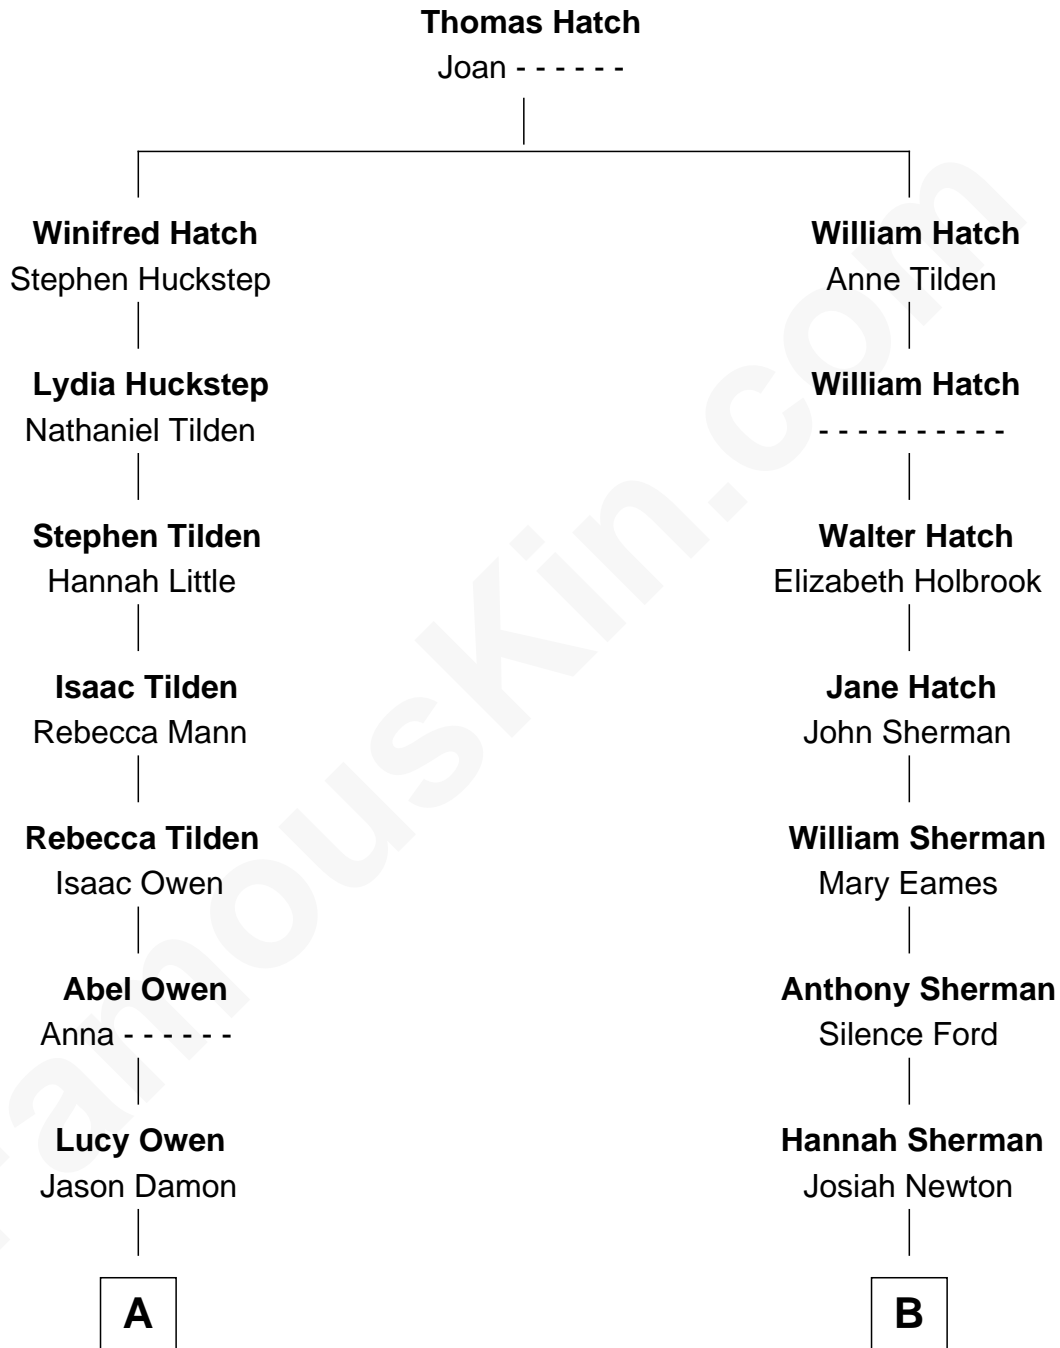 Thomas Hatch
Joan - - - - - -
Winifred Hatch
Stephen Huckstep
William Hatch
Anne Tilden
Lydia Huckstep
Nathaniel Tilden
William Hatch
- - - - - - - - - -
Stephen Tilden
Hannah Little
Walter Hatch
Elizabeth Holbrook
Isaac Tilden
Rebecca Mann
Jane Hatch
John Sherman
Rebecca Tilden
Isaac Owen
William Sherman
Mary Eames
Abel Owen
Anna - - - - - -
Anthony Sherman
Silence Ford
Lucy Owen
Jason Damon
Hannah Sherman
Josiah Newton
A
B
FamousKin.com